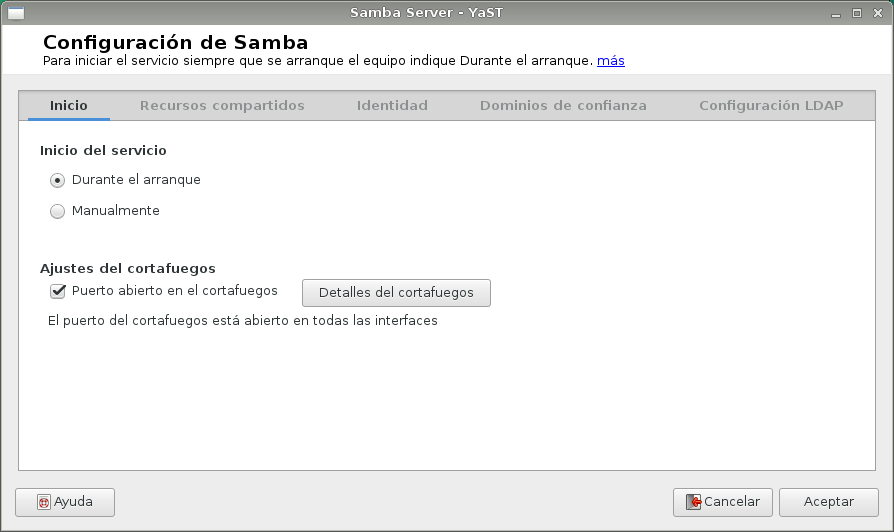 Samba Server - YaST
Configuración de Samba
Para iniciar el servicio siempre que se arranque el equipo indique Durante el arranque. más
Inicio Recursos compartidos Identidad Dominios de confianza Configuración LDAP
Inicio del servicio
Durante el arranque
Manualmente
Ajustes del cortafuegos
Puerto abierto en el cortafuegos Detalles del cortafuegos
El puerto del cortafuegos está abierto en todas las interfaces
Ayuda Cancelar Aceptar